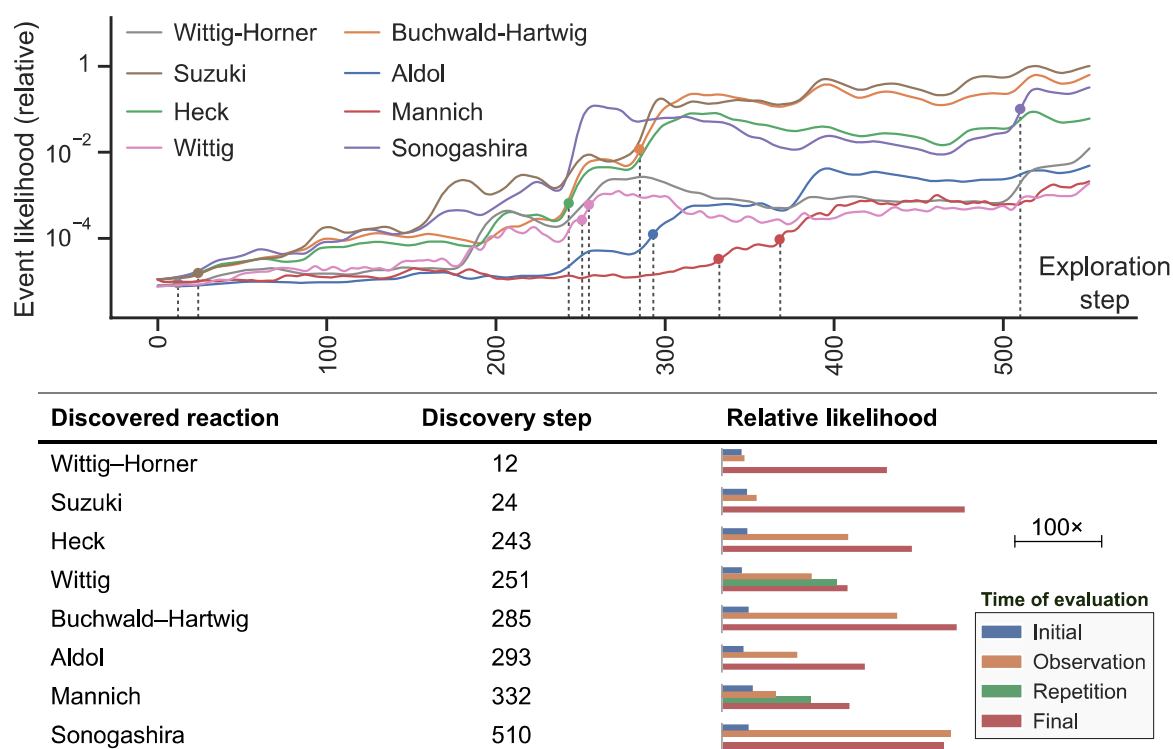 Event likelihood (relative)
Wittig-Horner
Buchwald-Hartwig
Suzuki
Aldol
Heck
Mannich
Wittig
Sonogashira
1
10⁻²
10⁻⁴
Exploration
step
0
100
200
300
400
500
Discovered reaction Discovery step Relative likelihood
Wittig–Horner 12
Suzuki 24
Heck 243
Wittig 251
Buchwald–Hartwig 285
Aldol 293
Mannich 332
Sonogashira 510
100×
Time of evaluation
Initial
Observation
Repetition
Final